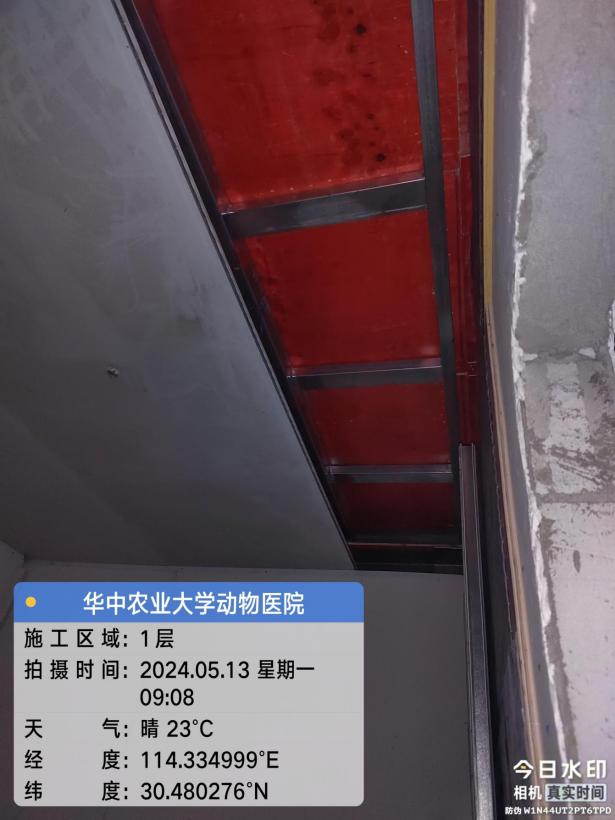 华中农业大学动物医院
施工区域：1层
拍摄时间：2024.05.13 星期一
09:08
天气：晴 23°C
经度：114.334999°E
纬度：30.480276°N
今日水印
相机 真实时间
防伪 W1N44UT2PT6TPD